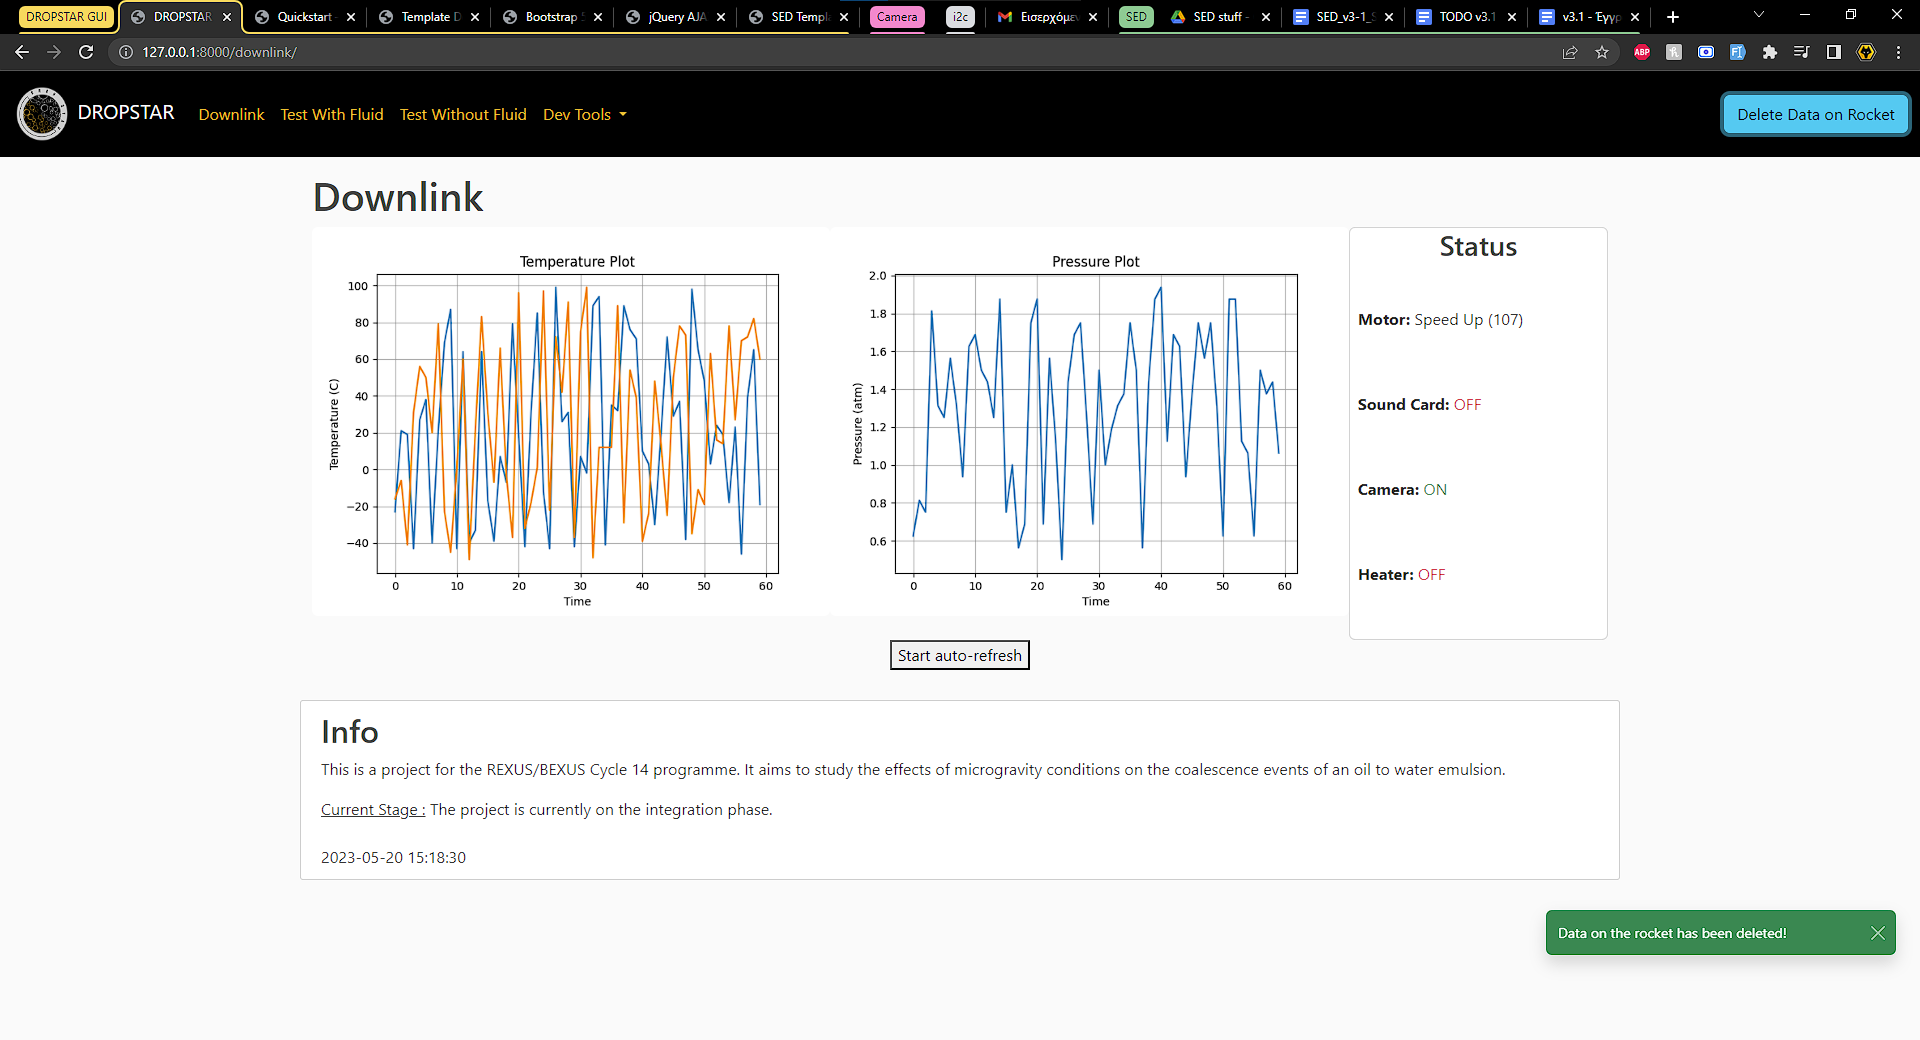 DROPSTAR GUI
DROPSTAR
Quickstart
Template D
Bootstrap 5
jQuery AJA
SED Templ
Camera
i2c
Εισερχόμεν
SED
SED stuff -
SED_v3-1_S
TODO v3.1
v3.1 - Έγγρ
127.0.0.1:8000/downlink/
ABP
DROPSTAR
Downlink
Test With Fluid
Test Without Fluid
Dev Tools
Delete Data on Rocket
Downlink
Temperature Plot
100
80
60
40
20
0
−20
−40
Temperature (C)
0 10 20 30 40 50 60
Time
Pressure Plot
2.0
1.8
1.6
1.4
1.2
1.0
0.8
0.6
Pressure (atm)
0 10 20 30 40 50 60
Time
Status
Motor: Speed Up (107)
Sound Card: OFF
Camera: ON
Heater: OFF
Start auto-refresh
Info
This is a project for the REXUS/BEXUS Cycle 14 programme. It aims to study the effects of microgravity conditions on the coalescence events of an oil to water emulsion.
Current Stage : The project is currently on the integration phase.
2023-05-20 15:18:30
Data on the rocket has been deleted!